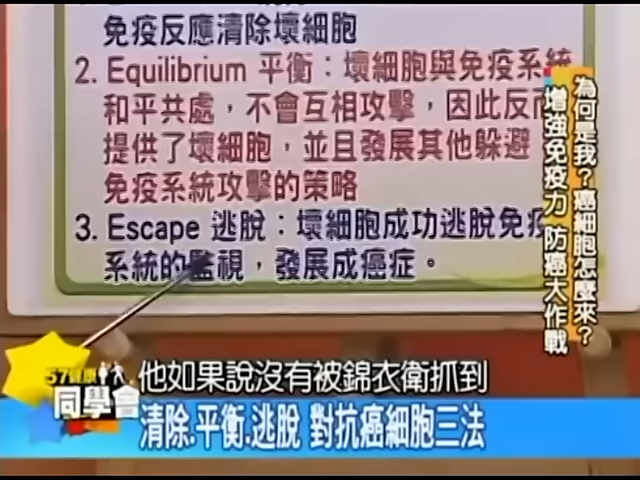 免疫反應清除壞細胞
2. Equilibrium 平衡：壞細胞與免疫系統
和平共處，不會互相攻擊，因此反而
提供了壞細胞，並且發展其他躲避
免疫系統攻擊的策略
3. Escape 逃脫：壞細胞成功逃脫免疫
系統的監視，發展成癌症。
為何是我？癌細胞怎麼來？
增強免疫力 防癌大作戰
他如果說沒有被錦衣衛抓到
57健康
同學會
清除.平衡.逃脫 對抗癌細胞三法